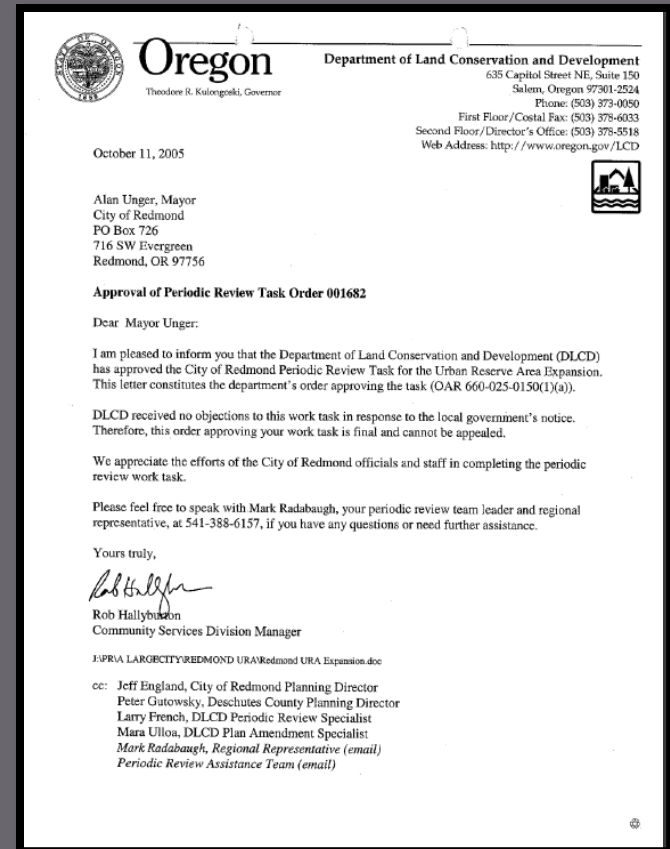 STATE OF OREGON
1859
Oregon
Theodore R. Kulongoski, Governor
Department of Land Conservation and Development
635 Capitol Street NE, Suite 150
Salem, Oregon 97301-2524
Phone: (503) 373-0050
First Floor/Costal Fax: (503) 378-6033
Second Floor/Director's Office: (503) 378-5518
Web Address: http://www.oregon.gov/LCD
October 11, 2005
Alan Unger, Mayor
City of Redmond
PO Box 726
716 SW Evergreen
Redmond, OR 97756
Approval of Periodic Review Task Order 001682
Dear Mayor Unger:
I am pleased to inform you that the Department of Land Conservation and Development (DLCD)
has approved the City of Redmond Periodic Review Task for the Urban Reserve Area Expansion.
This letter constitutes the department's order approving the task (OAR 660-025-0150(1)(a)).
DLCD received no objections to this work task in response to the local government's notice.
Therefore, this order approving your work task is final and cannot be appealed.
We appreciate the efforts of the City of Redmond officials and staff in completing the periodic
review work task.
Please feel free to speak with Mark Radabaugh, your periodic review team leader and regional
representative, at 541-388-6157, if you have any questions or need further assistance.
Yours truly,
Rob Hallyburton
Community Services Division Manager
J:\PR\A LARGECITY\REDMOND URA\Redmond URA Expansion.doc
cc: Jeff England, City of Redmond Planning Director
Peter Gutowsky, Deschutes County Planning Director
Larry French, DLCD Periodic Review Specialist
Mara Ulloa, DLCD Plan Amendment Specialist
Mark Radabaugh, Regional Representative (email)
Periodic Review Assistance Team (email)